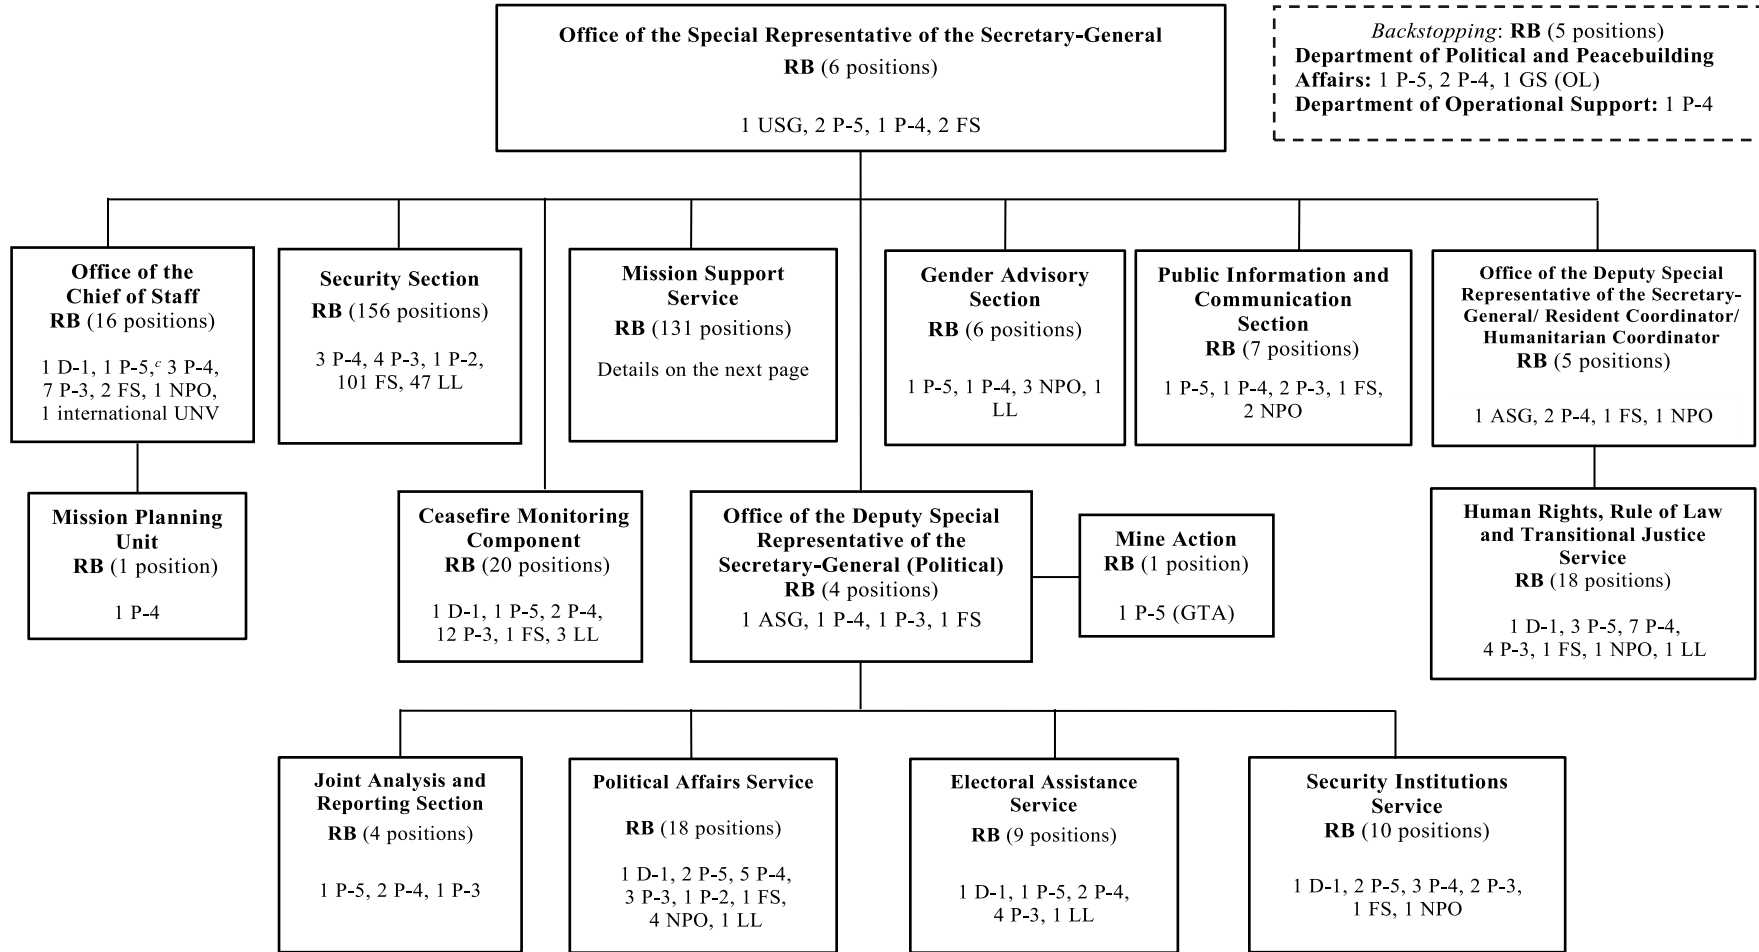 Office of the Special Representative of the Secretary-General
RB (6 positions)
1 USG, 2 P-5, 1 P-4, 2 FS
Backstopping: RB (5 positions)
Department of Political and Peacebuilding
Affairs: 1 P-5, 2 P-4, 1 GS (OL)
Department of Operational Support: 1 P-4
Office of the
Chief of Staff
RB (16 positions)
1 D-1, 1 P-5,ᶜ 3 P-4,
7 P-3, 2 FS, 1 NPO,
1 international UNV
Security Section
RB (156 positions)
3 P-4, 4 P-3, 1 P-2,
101 FS, 47 LL
Mission Support
Service
RB (131 positions)
Details on the next page
Gender Advisory
Section
RB (6 positions)
1 P-5, 1 P-4, 3 NPO, 1
LL
Public Information and
Communication
Section
RB (7 positions)
1 P-5, 1 P-4, 2 P-3, 1 FS,
2 NPO
Office of the Deputy Special
Representative of the Secretary-
General/ Resident Coordinator/
Humanitarian Coordinator
RB (5 positions)
1 ASG, 2 P-4, 1 FS, 1 NPO
Mission Planning
Unit
RB (1 position)
1 P-4
Ceasefire Monitoring
Component
RB (20 positions)
1 D-1, 1 P-5, 2 P-4,
12 P-3, 1 FS, 3 LL
Office of the Deputy Special
Representative of the
Secretary-General (Political)
RB (4 positions)
1 ASG, 1 P-4, 1 P-3, 1 FS
Mine Action
RB (1 position)
1 P-5 (GTA)
Human Rights, Rule of Law
and Transitional Justice
Service
RB (18 positions)
1 D-1, 3 P-5, 7 P-4,
4 P-3, 1 FS, 1 NPO, 1 LL
Joint Analysis and
Reporting Section
RB (4 positions)
1 P-5, 2 P-4, 1 P-3
Political Affairs Service
RB (18 positions)
1 D-1, 2 P-5, 5 P-4,
3 P-3, 1 P-2, 1 FS,
4 NPO, 1 LL
Electoral Assistance
Service
RB (9 positions)
1 D-1, 1 P-5, 2 P-4,
4 P-3, 1 LL
Security Institutions
Service
RB (10 positions)
1 D-1, 2 P-5, 3 P-4, 2 P-3,
1 FS, 1 NPO